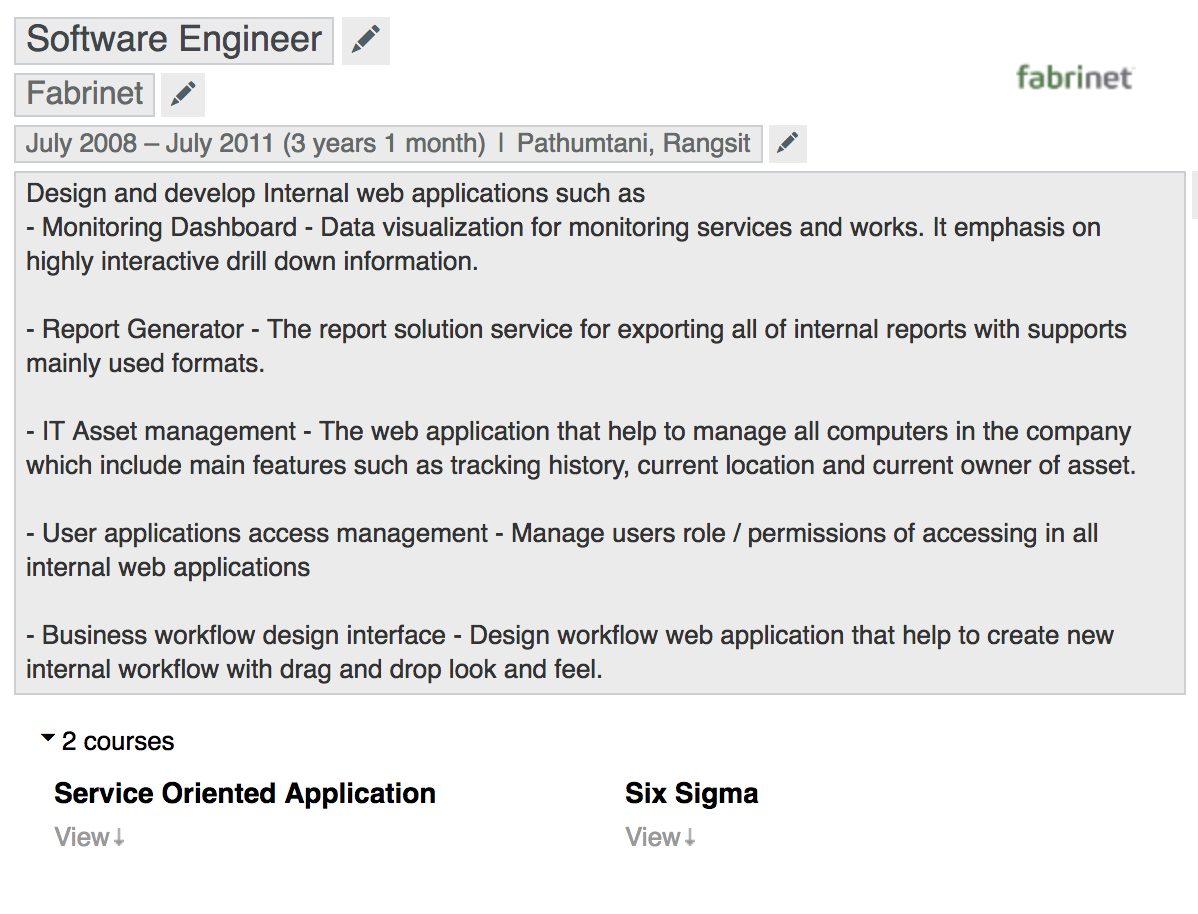 Software Engineer
fabrinet
Fabrinet
July 2008 – July 2011 (3 years 1 month) | Pathumtani, Rangsit
Design and develop Internal web applications such as
- Monitoring Dashboard - Data visualization for monitoring services and works. It emphasis on
highly interactive drill down information.
- Report Generator - The report solution service for exporting all of internal reports with supports
mainly used formats.
- IT Asset management - The web application that help to manage all computers in the company
which include main features such as tracking history, current location and current owner of asset.
- User applications access management - Manage users role / permissions of accessing in all
internal web applications
- Business workflow design interface - Design workflow web application that help to create new
internal workflow with drag and drop look and feel.
2 courses
Service Oriented Application
Six Sigma
View↓
View↓